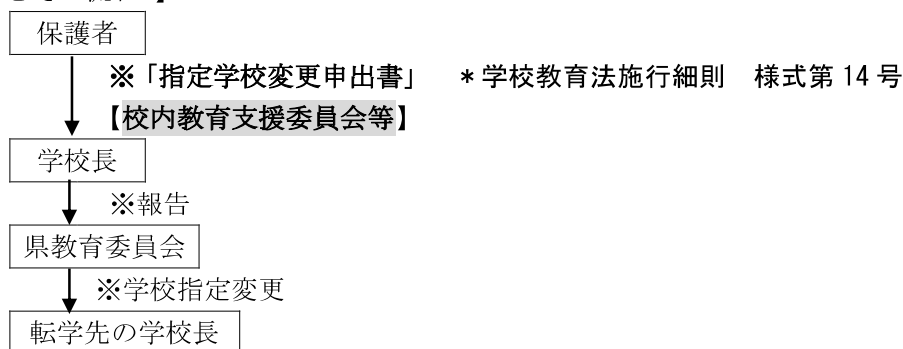 保護者
※「指定学校変更申出書」　＊学校教育法施行細則　様式第 14 号
【校内教育支援委員会等】
学校長
※報告
県教育委員会
※学校指定変更
転学先の学校長